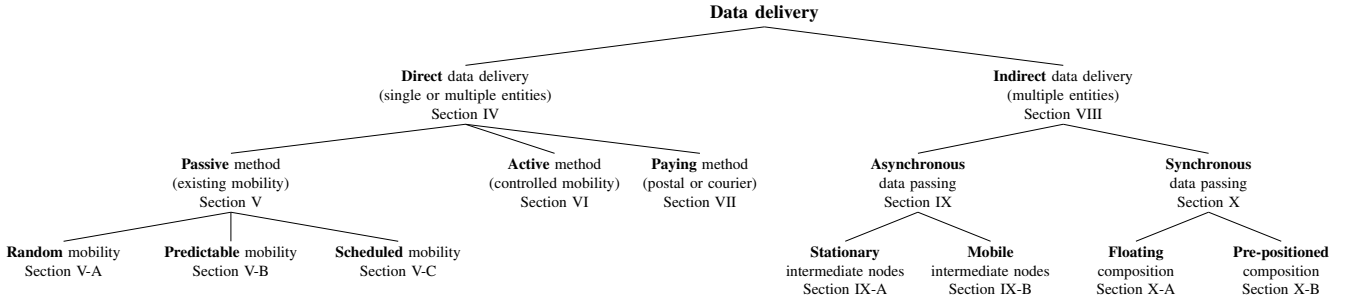 Data delivery
Direct data delivery
(single or multiple entities)
Section IV
Indirect data delivery
(multiple entities)
Section VIII
Passive method
(existing mobility)
Section V
Active method
(controlled mobility)
Section VI
Paying method
(postal or courier)
Section VII
Asynchronous
data passing
Section IX
Synchronous
data passing
Section X
Random mobility
Section V-A
Predictable mobility
Section V-B
Scheduled mobility
Section V-C
Stationary
intermediate nodes
Section IX-A
Mobile
intermediate nodes
Section IX-B
Floating
composition
Section X-A
Pre-positioned
composition
Section X-B